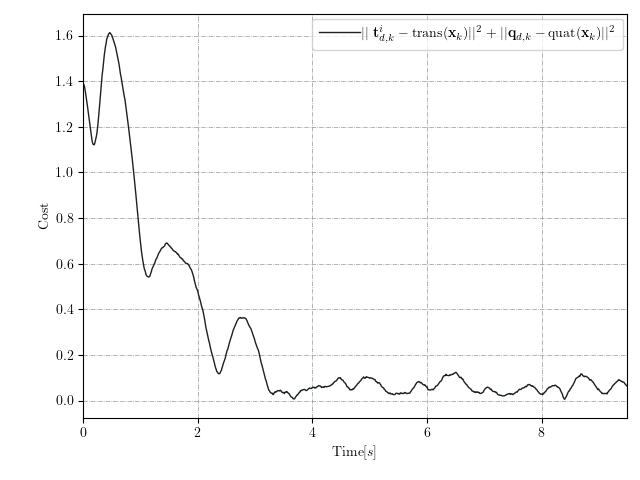 || t^i_{d,k} − trans(x_k)||^2 + ||q_{d,k} − quat(x_k)||^2
1.6
1.4
1.2
1.0
0.8
0.6
0.4
0.2
0.0
Cost
0 2 4 6 8
Time[s]